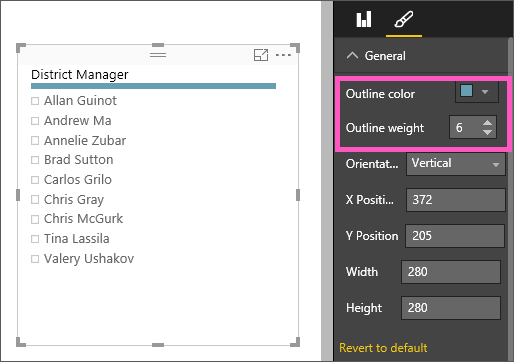 District Manager
Allan Guinot
Andrew Ma
Annelie Zubar
Brad Sutton
Carlos Grilo
Chris Gray
Chris McGurk
Tina Lassila
Valery Ushakov
General
Outline color
Outline weight 6
Orientat... Vertical
X Positi... 372
Y Position 205
Width 280
Height 280
Revert to default